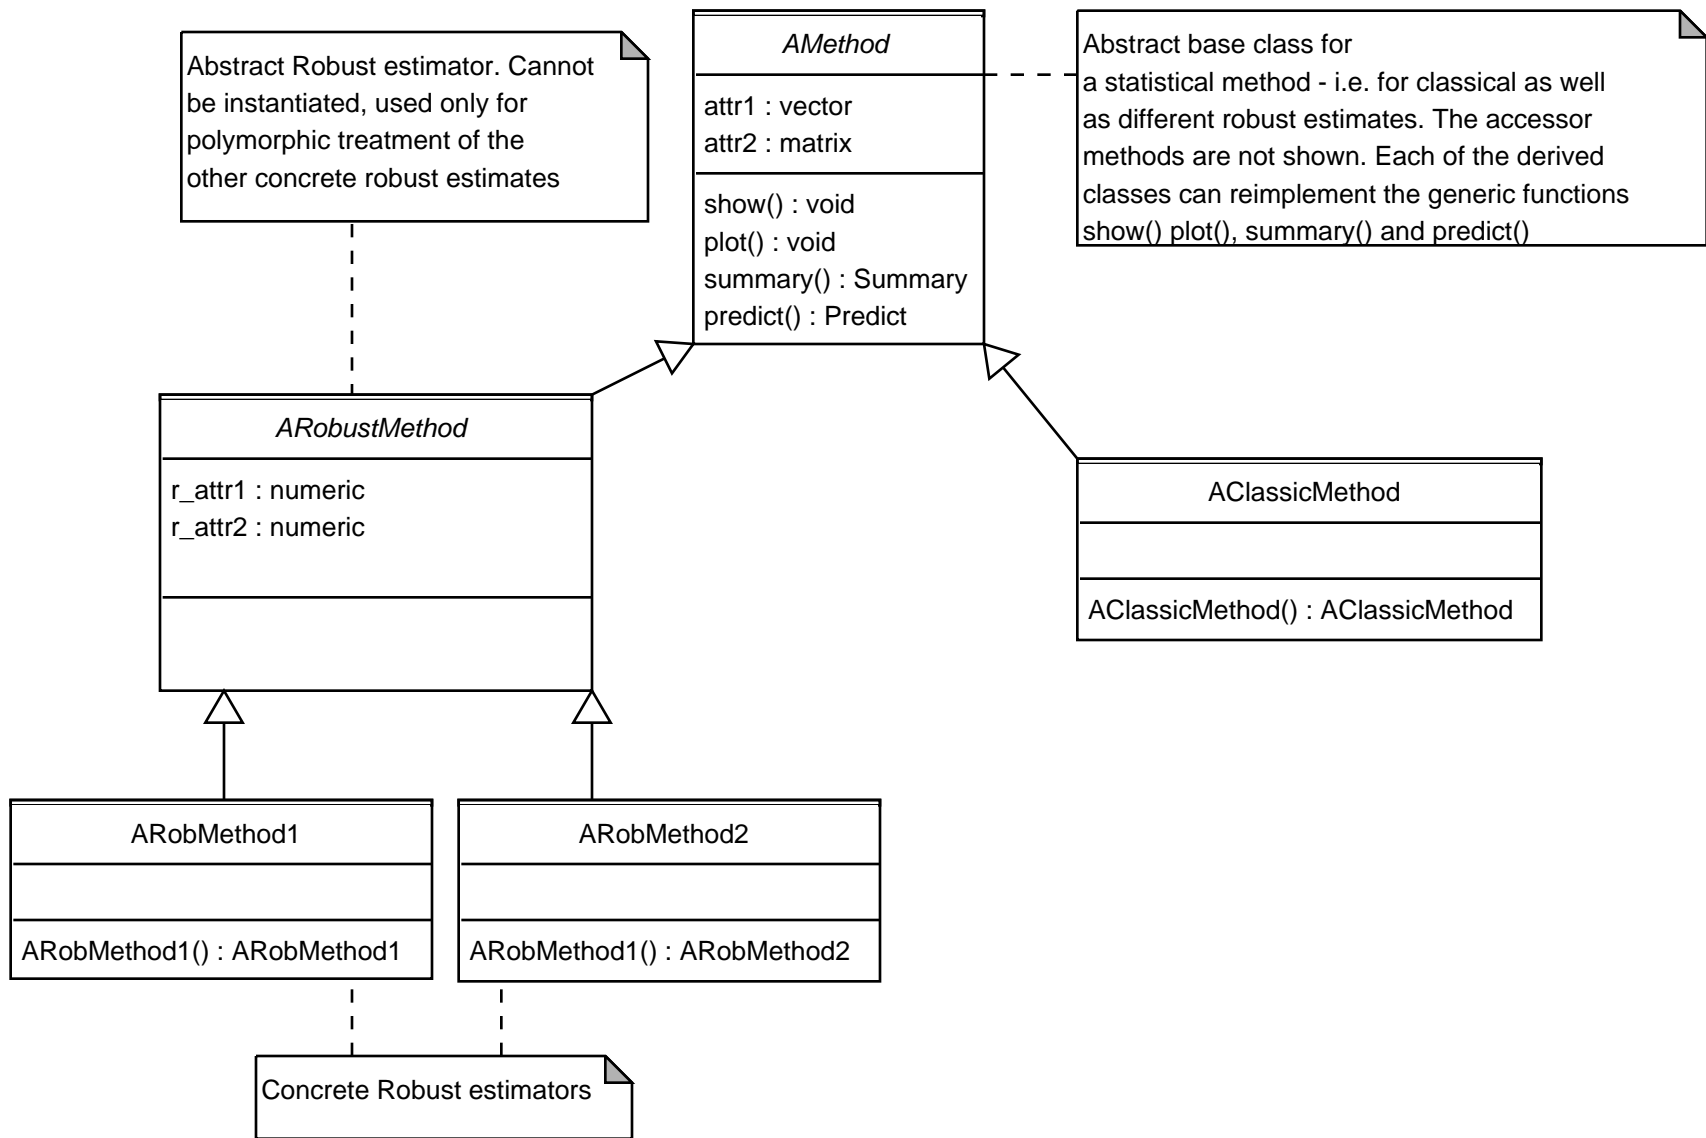 Abstract Robust estimator. Cannot
be instantiated, used only for
polymorphic treatment of the
other concrete robust estimates
AMethod
attr1 : vector
attr2 : matrix
show() : void
plot() : void
summary() : Summary
predict() : Predict
Abstract base class for
a statistical method - i.e. for classical as well
as different robust estimates. The accessor
methods are not shown. Each of the derived
classes can reimplement the generic functions
show() plot(), summary() and predict()
ARobustMethod
r_attr1 : numeric
r_attr2 : numeric
AClassicMethod
AClassicMethod() : AClassicMethod
ARobMethod1
ARobMethod1() : ARobMethod1
ARobMethod2
ARobMethod1() : ARobMethod2
Concrete Robust estimators